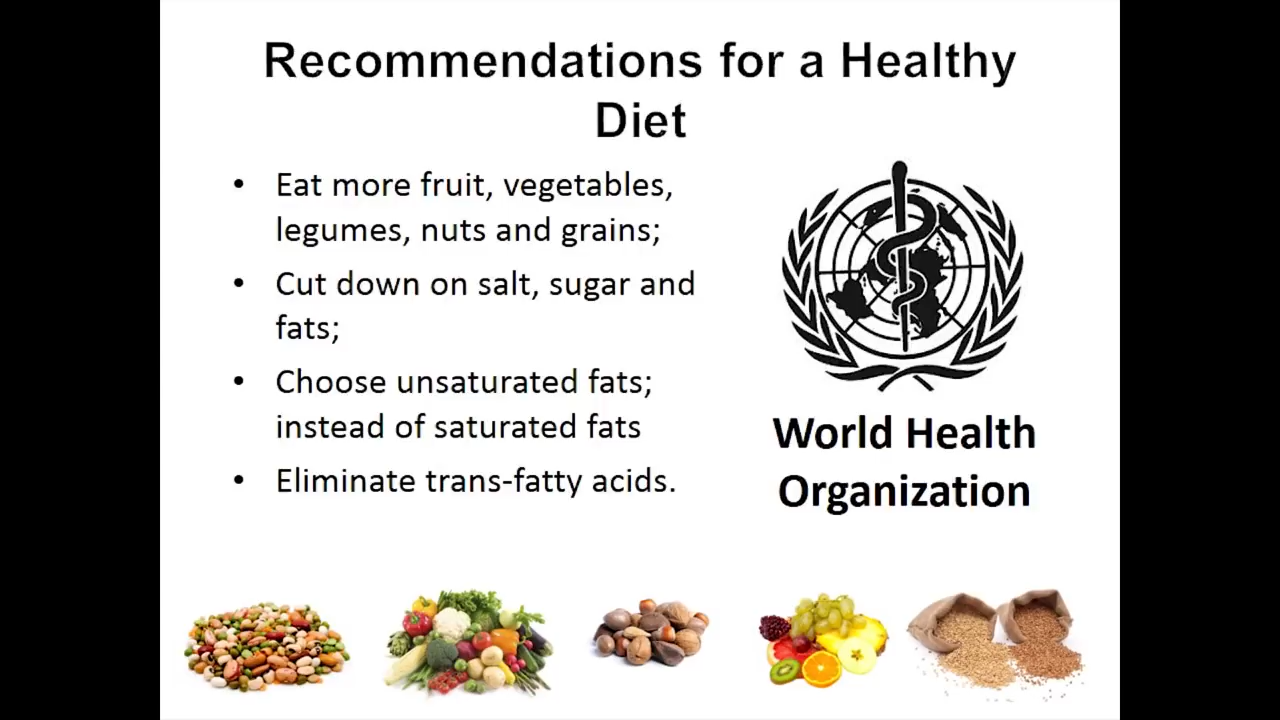 Recommendations for a Healthy
Diet
• Eat more fruit, vegetables,
legumes, nuts and grains;
• Cut down on salt, sugar and
fats;
• Choose unsaturated fats;
instead of saturated fats
• Eliminate trans-fatty acids.
World Health
Organization